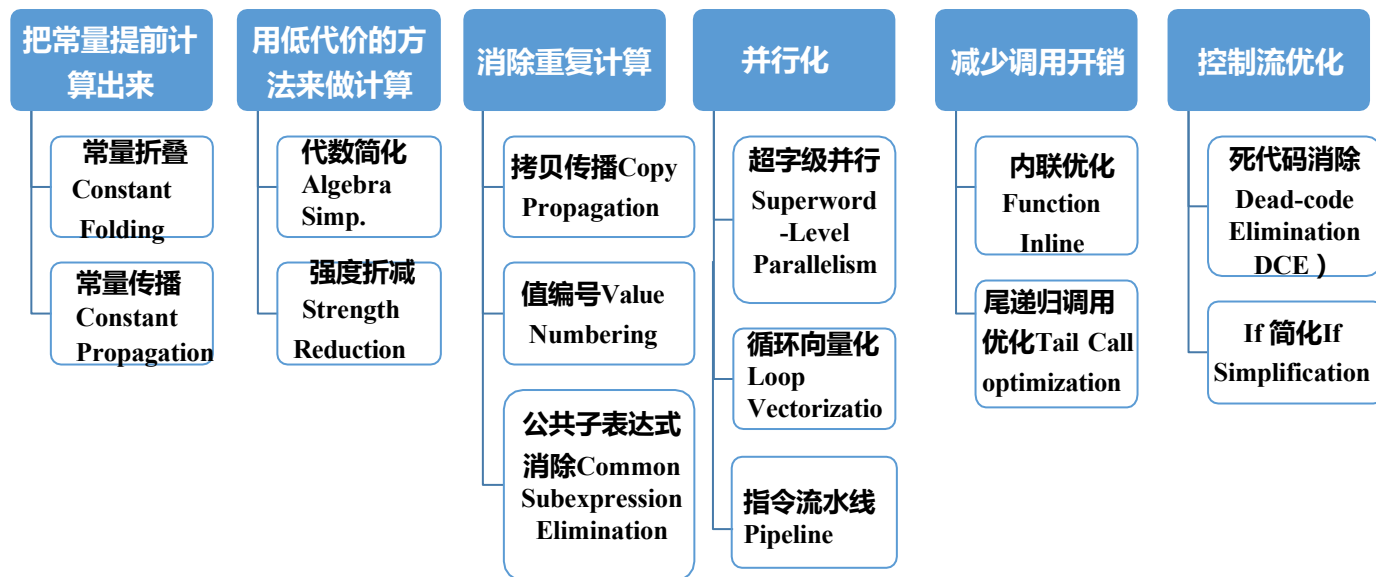 把常量提前计
算出来
常量折叠
Constant
Folding
常量传播
Constant
Propagation
用低代价的方
法来做计算
代数简化
Algebra
Simp.
强度折减
Strength
Reduction
消除重复计算
拷贝传播Copy
Propagation
值编号Value
Numbering
公共子表达式
消除Common
Subexpression
Elimination
并行化
超字级并行
Superword
-Level
Parallelism
循环向量化
Loop
Vectorizatio
指令流水线
Pipeline
减少调用开销
内联优化
Function
Inline
尾递归调用
优化Tail Call
optimization
控制流优化
死代码消除
Dead-code
Elimination
DCE ）
If 简化If
Simplification